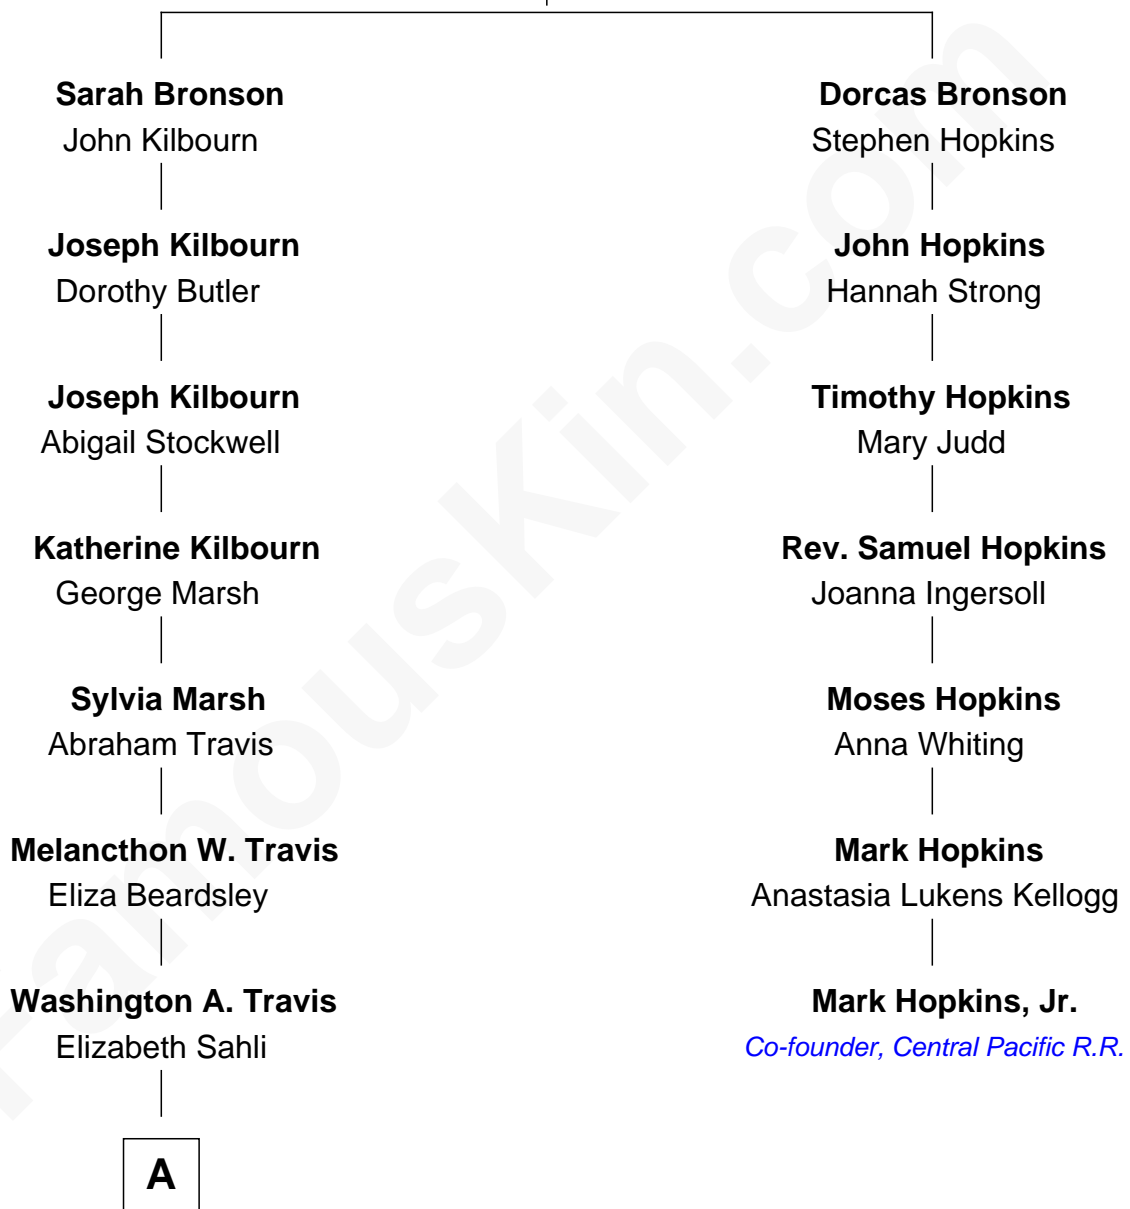 Sarah Bronson
John Kilbourn
Dorcas Bronson
Stephen Hopkins
Joseph Kilbourn
Dorothy Butler
John Hopkins
Hannah Strong
Joseph Kilbourn
Abigail Stockwell
Timothy Hopkins
Mary Judd
Katherine Kilbourn
George Marsh
Rev. Samuel Hopkins
Joanna Ingersoll
Sylvia Marsh
Abraham Travis
Moses Hopkins
Anna Whiting
Melancthon W. Travis
Eliza Beardsley
Mark Hopkins
Anastasia Lukens Kellogg
Washington A. Travis
Elizabeth Sahli
Mark Hopkins, Jr.
Co-founder, Central Pacific R.R.
A
FamousKin.com